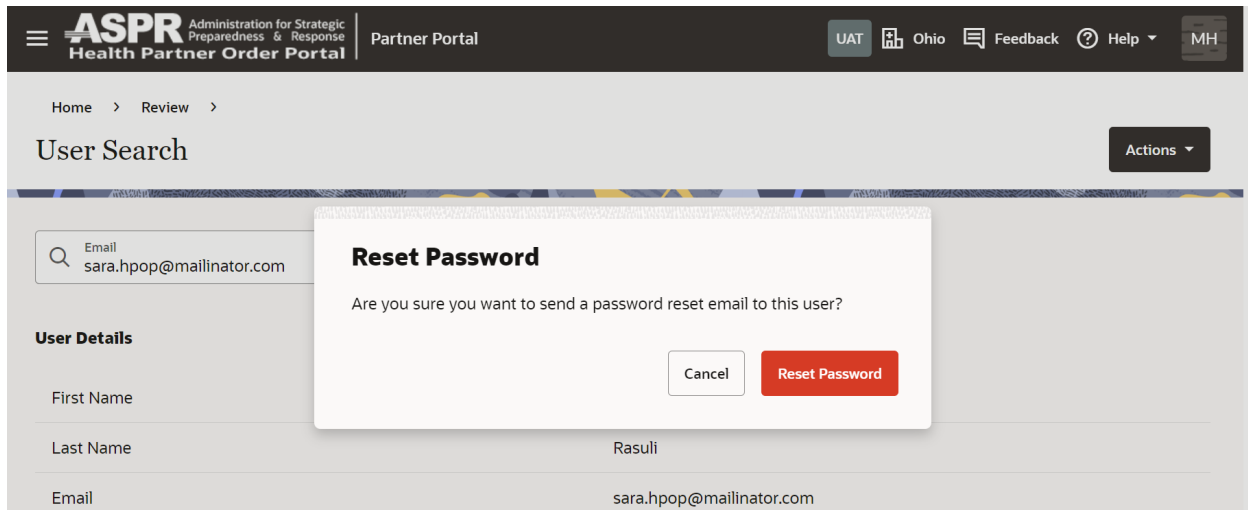 ASPR Administration for Strategic
Preparedness & Response
Health Partner Order Portal
Partner Portal
UAT
Ohio
Feedback
Help
MH
Home > Review >
User Search
Actions
Email
sara.hpop@mailinator.com
Reset Password
Are you sure you want to send a password reset email to this user?
Cancel
Reset Password
User Details
First Name
Last Name Rasuli
Email sara.hpop@mailinator.com